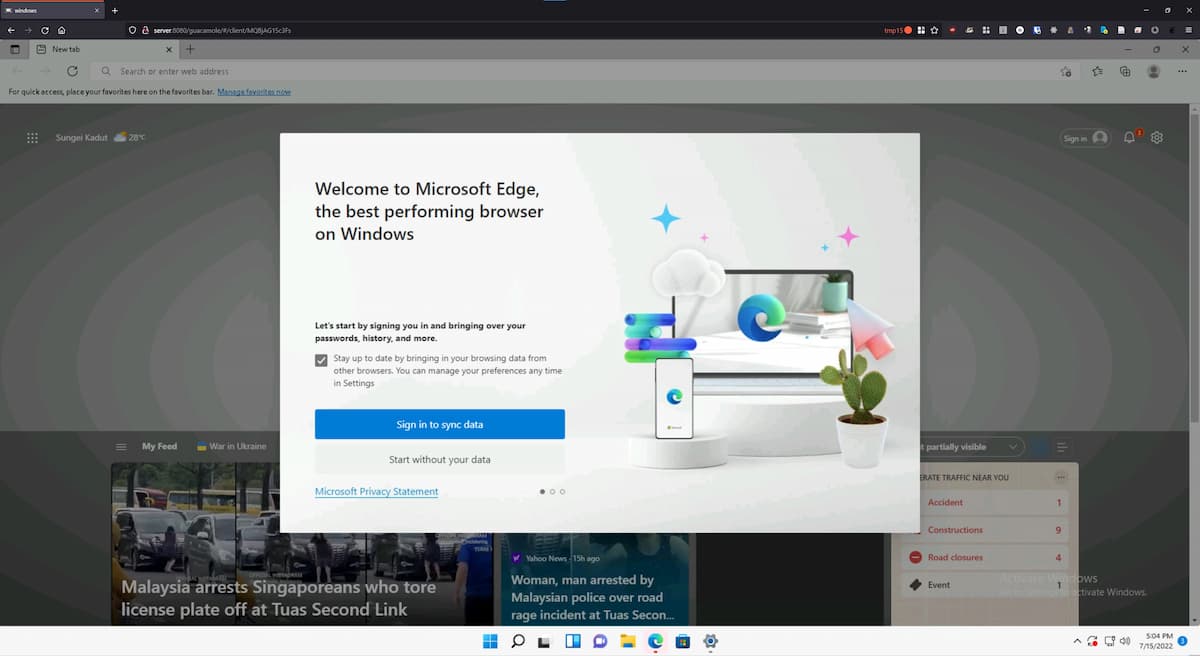 windows
server:8080/guacamole/#/client/MQBjAG15c3Fs
tmp15
New tab
Search or enter web address
For quick access, place your favorites here on the favorites bar. Manage favorites now
Sungei Kadut 28°C
Sign in
3
Welcome to Microsoft Edge,
the best performing browser
on Windows
Let's start by signing you in and bringing over your
passwords, history, and more.
Stay up to date by bringing in your browsing data from
other browsers. You can manage your preferences any time
in Settings
Sign in to sync data
Start without your data
Microsoft Privacy Statement
My Feed
War in Ukraine
partially visible
TRAFFIC NEAR YOU
Accident 1
Constructions 9
Road closures 4
Event 1
Malaysia arrests Singaporeans who tore
license plate off at Tuas Second Link
Yahoo News · 15h ago
Woman, man arrested by
Malaysian police over road
rage incident at Tuas Secon...
Activate Windows
activate Windows.
5:04 PM
7/15/2022
3